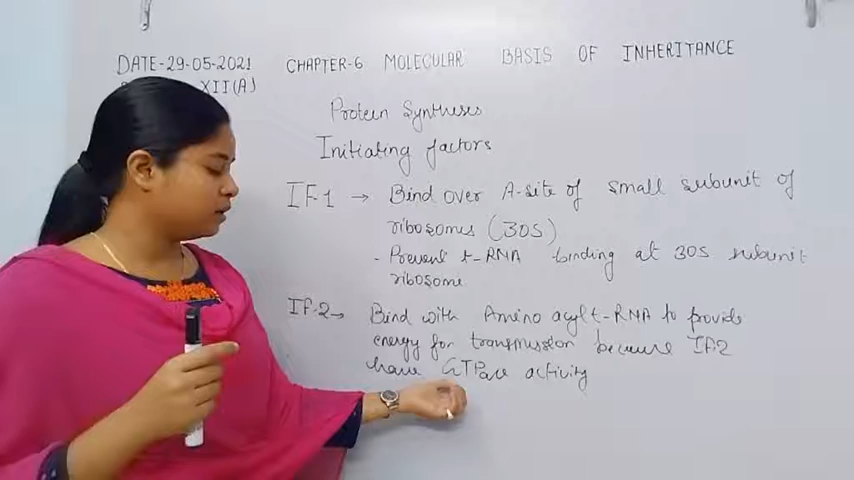 DATE-29-05-2021 CHAPTER-6 MOLECULAR BASIS OF INHERITANCE
XII(A)
Protein Syntheses
Initiating factors
IF-1 → Bind over A-site of small subunit of
ribosomes (30S)
- Prevent t-RNA binding at 30S subunit
ribosome
IF-2 → Bind with Amino acyl t-RNA to provide
energy for transmission because IF2
have GTPase activity